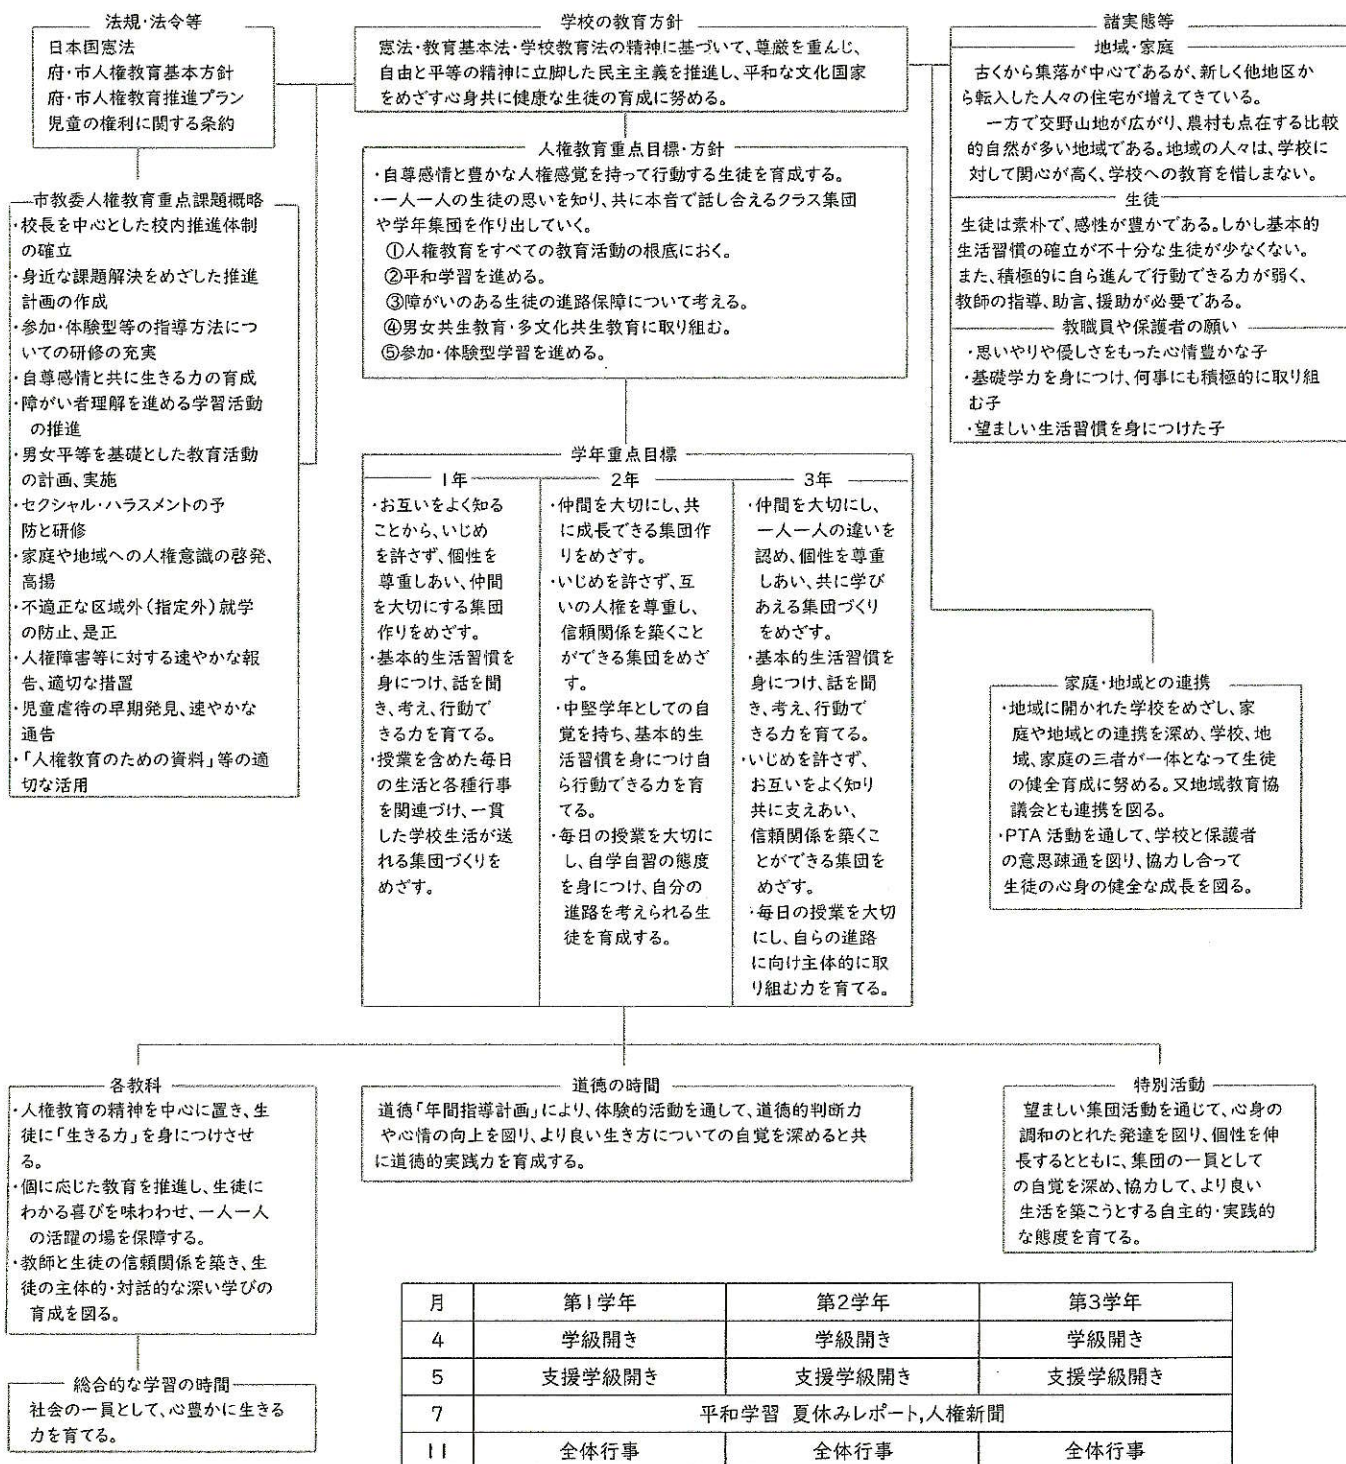 法規・法令等
日本国憲法
府・市人権教育基本方針
府・市人権教育推進プラン
児童の権利に関する条約
市教委人権教育重点課題概略
・校長を中心とした校内推進体制
の確立
・身近な課題解決をめざした推進
計画の作成
・参加・体験型等の指導方法につ
いての研修の充実
・自尊感情と共に生きる力の育成
・障がい者理解を進める学習活動
の推進
・男女平等を基礎とした教育活動
の計画、実施
・セクシャル・ハラスメントの予
防と研修
・家庭や地域への人権意識の啓発、
高揚
・不適正な区域外(指定外)就学
の防止、是正
・人権障害等に対する速やかな報
告、適切な措置
・児童虐待の早期発見、速やかな
通告
・「人権教育のための資料」等の適
切な活用
学校の教育方針
憲法・教育基本法・学校教育法の精神に基づいて、尊厳を重んじ、
自由と平等の精神に立脚した民主主義を推進し、平和な文化国家
をめざす心身共に健康な生徒の育成に努める。
人権教育重点目標・方針
・自尊感情と豊かな人権感覚を持って行動する生徒を育成する。
・一人一人の生徒の思いを知り、共に本音で話し合えるクラス集団
や学年集団を作り出していく。
①人権教育をすべての教育活動の根底におく。
②平和学習を進める。
③障がいのある生徒の進路保障について考える。
④男女共生教育・多文化共生教育に取り組む。
⑤参加・体験型学習を進める。
諸実態等
地域・家庭
古くから集落が中心であるが、新しく他地区か
ら転入した人々の住宅が増えてきている。
一方で交野山地が広がり、農村も点在する比較
的自然が多い地域である。地域の人々は、学校に
対して関心が高く、学校への教育を惜しまない。
生徒
生徒は素朴で、感性が豊かである。しかし基本的
生活習慣の確立が不十分な生徒が少なくない。
また、積極的に自ら進んで行動できる力が弱く、
教師の指導、助言、援助が必要である。
教職員や保護者の願い
・思いやりや優しさをもった心情豊かな子
・基礎学力を身につけ、何事にも積極的に取り組
む子
・望ましい生活習慣を身につけた子
学年重点目標
1年
・お互いをよく知る
ことから、いじめ
を許さず、個性を
尊重しあい、仲間
を大切にする集団
作りをめざす。
・基本的生活習慣を
身につけ、話を聞
き、考え、行動で
きる力を育てる。
・授業を含めた毎日
の生活と各種行事
を関連づけ、一貫
した学校生活が送
れる集団づくりを
めざす。
2年
・仲間を大切にし、共
に成長できる集団作
りをめざす。
・いじめを許さず、互
いの人権を尊重し、
信頼関係を築くこと
ができる集団をめざ
す。
・中堅学年としての自
覚を持ち、基本的生
活習慣を身につけ自
ら行動できる力を育
てる。
・毎日の授業を大切に
し、自学自習の態度
を身につけ、自分の
進路を考えられる生
徒を育成する。
3年
・仲間を大切にし、
一人一人の違いを
認め、個性を尊重
しあい、共に学び
あえる集団づくり
をめざす。
・基本的生活習慣を
身につけ、話を聞
き、考え、行動で
きる力を育てる。
・いじめを許さず、
お互いをよく知り
共に支えあい、
信頼関係を築くこ
とができる集団を
めざす。
・毎日の授業を大切
にし、自らの進路
に向け主体的に取
り組む力を育てる。
家庭・地域との連携
・地域に開かれた学校をめざし、家
庭や地域との連携を深め、学校、地
域、家庭の三者が一体となって生徒
の健全育成に努める。又地域教育協
議会とも連携を図る。
・PTA 活動を通して、学校と保護者
の意思疎通を図り、協力し合って
生徒の心身の健全な成長を図る。
各教科
・人権教育の精神を中心に置き、生
徒に「生きる力」を身につけさせ
る。
・個に応じた教育を推進し、生徒に
わかる喜びを味わわせ、一人一人
の活躍の場を保障する。
・教師と生徒の信頼関係を築き、生
徒の主体的・対話的な深い学びの
育成を図る。
道徳の時間
道徳「年間指導計画」により、体験的活動を通して、道徳的判断力
や心情の向上を図り、より良い生き方についての自覚を深めると共
に道徳的実践力を育成する。
特別活動
望ましい集団活動を通じて、心身の
調和のとれた発達を図り、個性を伸
長するとともに、集団の一員として
の自覚を深め、協力して、より良い
生活を築こうとする自主的・実践的
な態度を育てる。
総合的な学習の時間
社会の一員として、心豊かに生きる
力を育てる。
月 第1学年 第2学年 第3学年
4 学級開き 学級開き 学級開き
5 支援学級開き 支援学級開き 支援学級開き
7 平和学習 夏休みレポート,人権新聞
11 全体行事 全体行事 全体行事